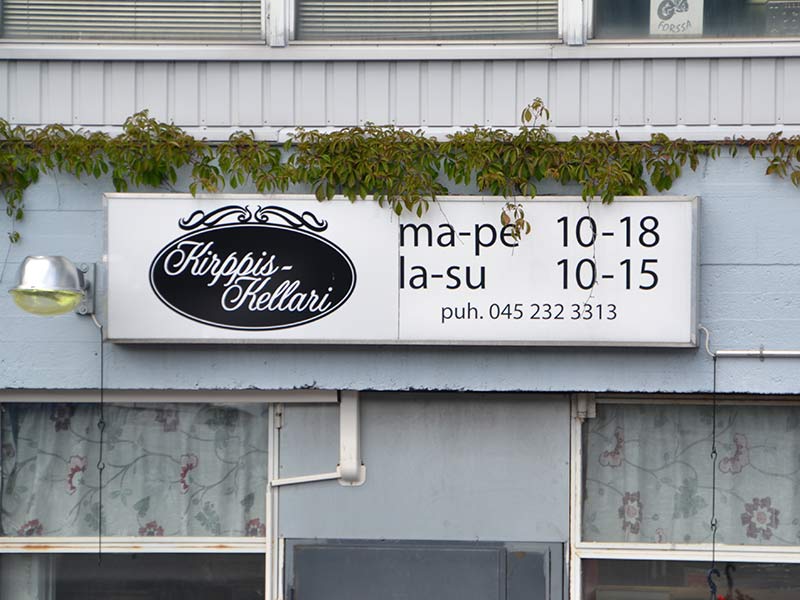 FORSSA
Kirppis-
Kellari
ma-pe 10-18
la-su 10-15
puh. 045 232 3313